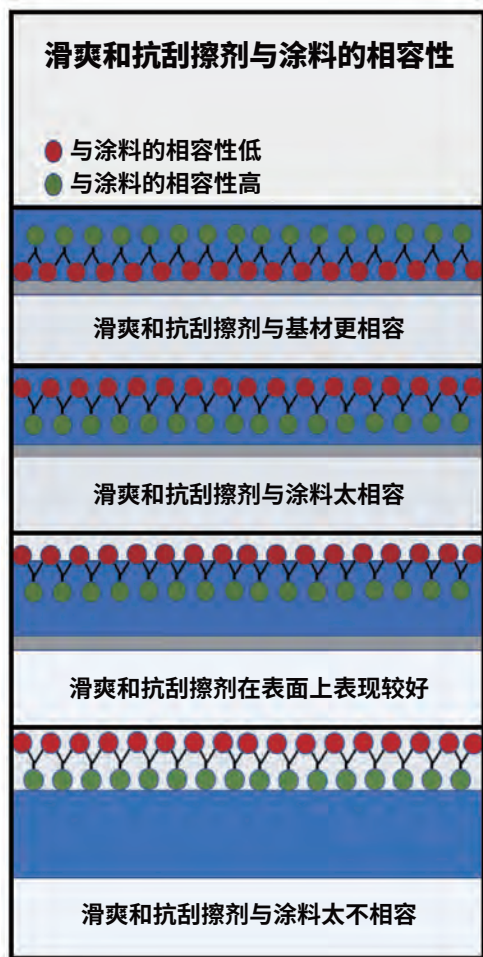 滑爽和抗刮擦剂与涂料的相容性
与涂料的相容性低
与涂料的相容性高
滑爽和抗刮擦剂与基材更相容
滑爽和抗刮擦剂与涂料太相容
滑爽和抗刮擦剂在表面上表现较好
滑爽和抗刮擦剂与涂料太不相容